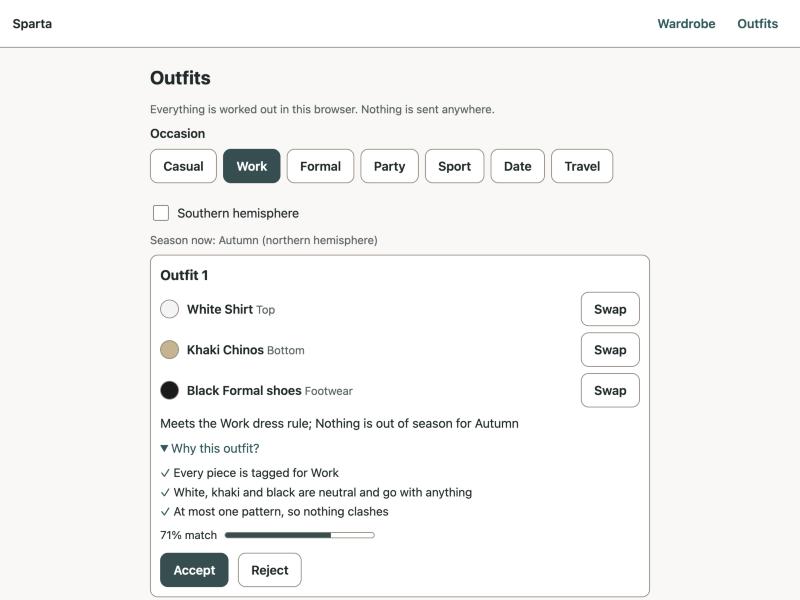 Sparta
Wardrobe Outfits
Outfits
Everything is worked out in this browser. Nothing is sent anywhere.
Occasion
Casual Work Formal Party Sport Date Travel
Southern hemisphere
Season now: Autumn (northern hemisphere)
Outfit 1
White Shirt Top Swap
Khaki Chinos Bottom Swap
Black Formal shoes Footwear Swap
Meets the Work dress rule; Nothing is out of season for Autumn
▼ Why this outfit?
✓ Every piece is tagged for Work
✓ White, khaki and black are neutral and go with anything
✓ At most one pattern, so nothing clashes
71% match
Accept Reject